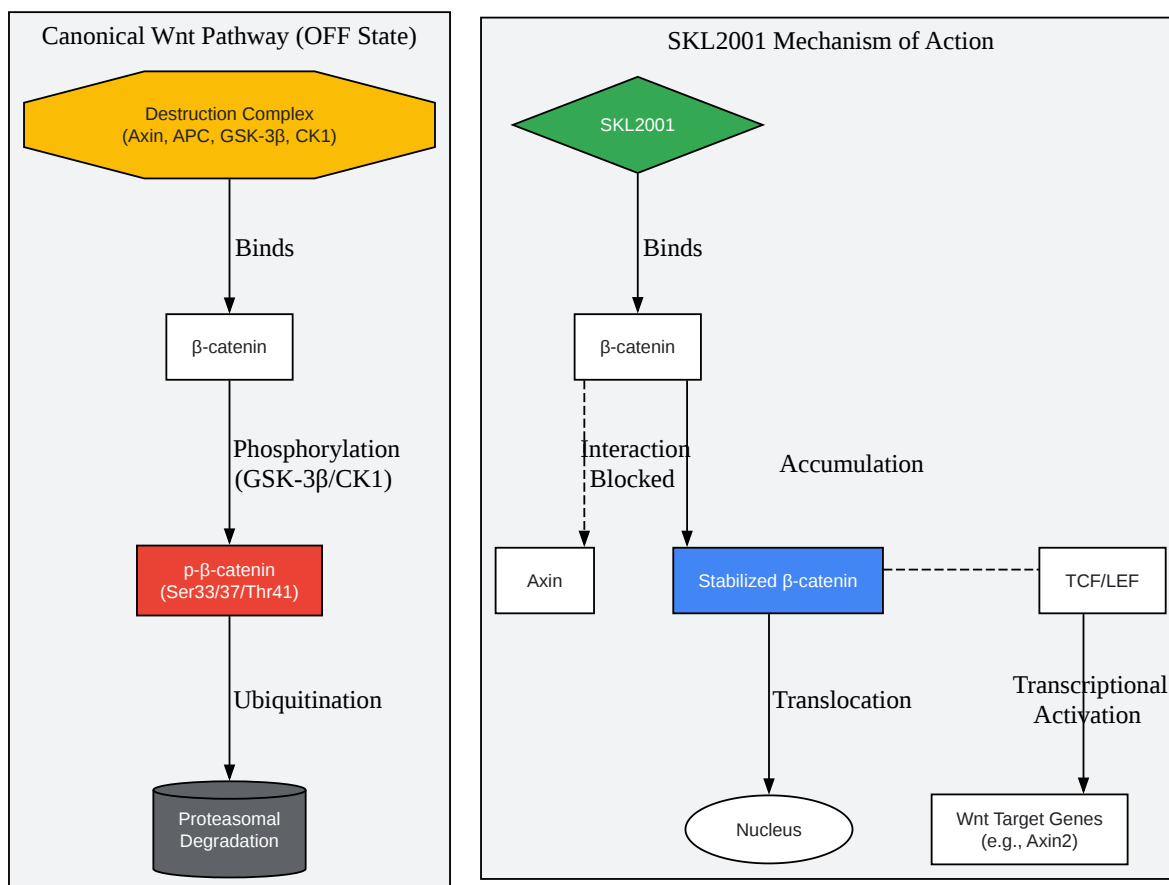 Canonical Wnt Pathway (OFF State)
Destruction Complex
(Axin, APC, GSK-3β, CK1)
Binds
β-catenin
Phosphorylation
(GSK-3β/CK1)
p-β-catenin
(Ser33/37/Thr41)
Ubiquitination
Proteasomal
Degradation
SKL2001 Mechanism of Action
SKL2001
Binds
β-catenin
Interaction
Blocked
Accumulation
Axin
Stabilized β-catenin
TCF/LEF
Translocation
Transcriptional
Activation
Nucleus
Wnt Target Genes
(e.g., Axin2)